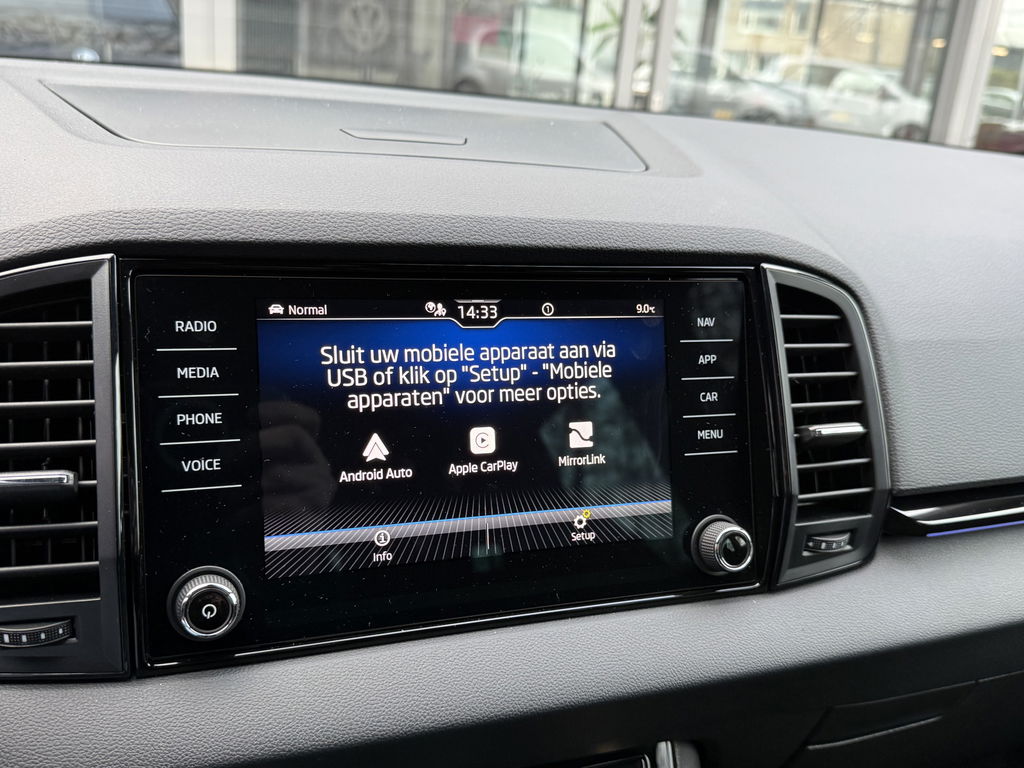 Normal
14:33
1
9.0°C
RADIO
MEDIA
PHONE
VOICE
Sluit uw mobiele apparaat aan via
USB of klik op "Setup" - "Mobiele
apparaten" voor meer opties.
Android Auto
Apple CarPlay
MirrorLink
Info
Setup
NAV
APP
CAR
MENU